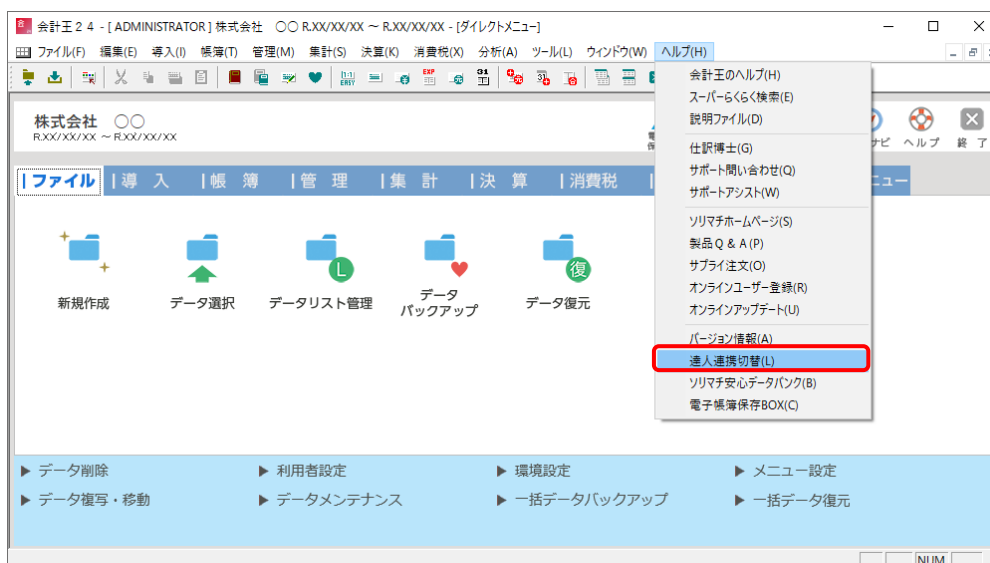 会計王24 - [ ADMINISTRATOR ] 株式会社 ○○ R.XX/XX/XX ~ R.XX/XX/XX - [ダイレクトメニュー]
ファイル(F) 編集(E) 導入(I) 帳簿(T) 管理(M) 集計(S) 決算(K) 消費税(X) 分析(A) ツール(L) ウィンドウ(W) ヘルプ(H)
会計王のヘルプ(H)
スーパーらくらく検索(E)
説明ファイル(D)
仕訳博士(G)
サポート問い合わせ(Q)
サポートアシスト(W)
ソリマチホームページ(S)
製品Q & A(P)
サプライ注文(O)
オンラインユーザー登録(R)
オンラインアップデート(U)
バージョン情報(A)
達人連携切替(L)
ソリマチ安心データバンク(B)
電子帳簿保存BOX(C)
株式会社 ○○
R.XX/XX/XX ~ R.XX/XX/XX
ナビ ヘルプ 終 了
|ファイル |導 入 |帳 簿 |管 理 |集 計 |決 算 |消費税
ニュー
L
復
新規作成 データ選択 データリスト管理 データバックアップ データ復元
▶ データ削除 ▶ 利用者設定 ▶ 環境設定 ▶ メニュー設定
▶ データ複写・移動 ▶ データメンテナンス ▶ 一括データバックアップ ▶ 一括データ復元
NUM